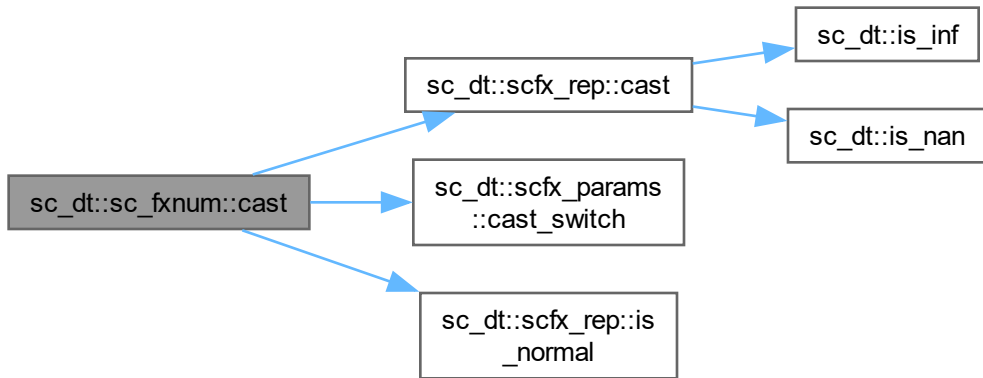 sc_dt::sc_fxnum::cast
sc_dt::scfx_rep::cast
sc_dt::is_inf
sc_dt::is_nan
sc_dt::scfx_params
::cast_switch
sc_dt::scfx_rep::is
_normal